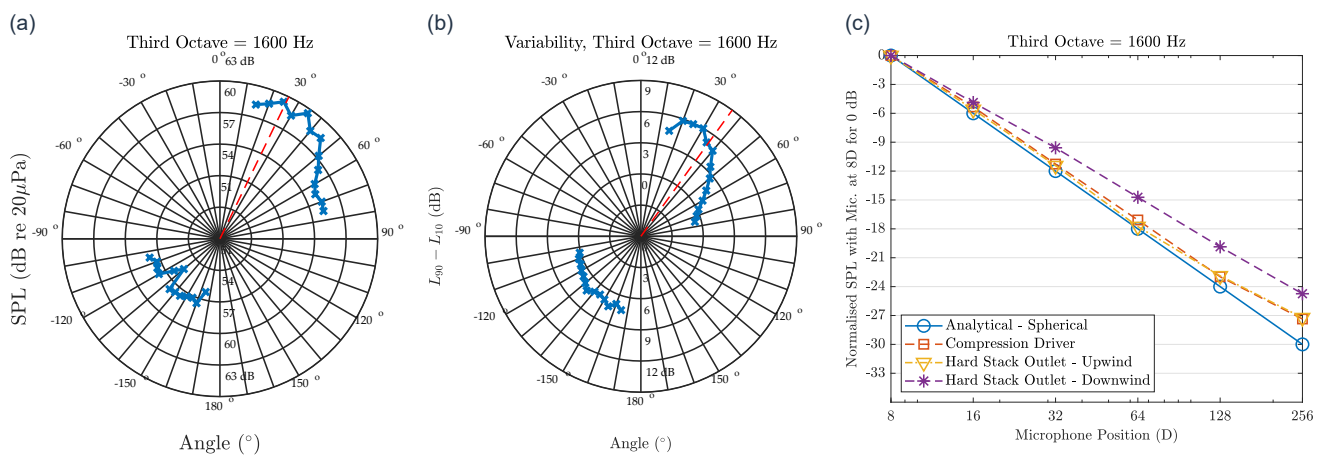 (a)
Third Octave = 1600 Hz
0 °
63 dB
-30 °
30 °
60
57
-60 °
60 °
54
51
-90 °
90 °
54
57
-120 °
120 °
60
-150 °
63 dB
150 °
180 °
SPL (dB re 20μPa)
Angle (°)
(b)
Variability, Third Octave = 1600 Hz
0 °
12 dB
-30 °
30 °
9
6
-60 °
60 °
3
0
-90 °
90 °
3
6
-120 °
120 °
9
-150 °
12 dB
150 °
180 °
L90 − L10 (dB)
Angle (°)
(c)
Third Octave = 1600 Hz
0
-3
-6
-9
-12
-15
-18
-21
-24
-27
-30
-33
Normalised SPL with Mic. at 8D for 0 dB
Analytical - Spherical
Compression Driver
Hard Stack Outlet - Upwind
Hard Stack Outlet - Downwind
8 16 32 64 128 256
Microphone Position (D)